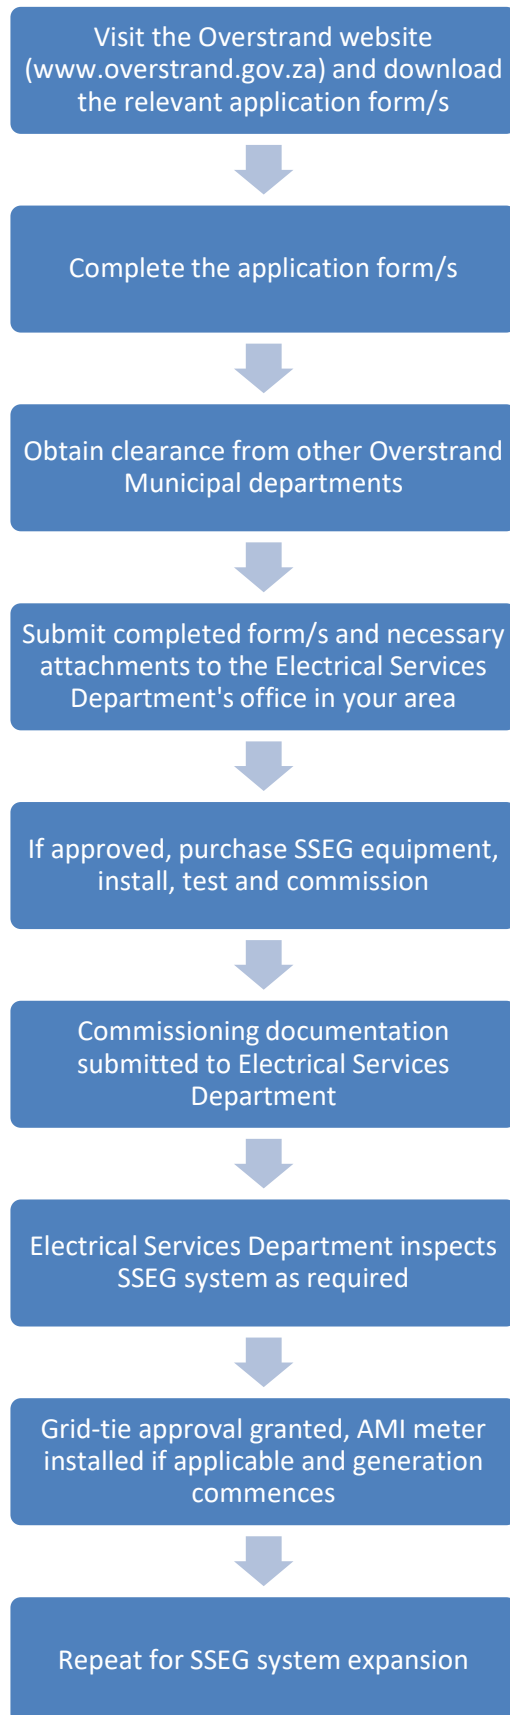 Visit the Overstrand website
(www.overstrand.gov.za) and download
the relevant application form/s
Complete the application form/s
Obtain clearance from other Overstrand
Municipal departments
Submit completed form/s and necessary
attachments to the Electrical Services
Department's office in your area
If approved, purchase SSEG equipment,
install, test and commission
Commissioning documentation
submitted to Electrical Services
Department
Electrical Services Department inspects
SSEG system as required
Grid-tie approval granted, AMI meter
installed if applicable and generation
commences
Repeat for SSEG system expansion